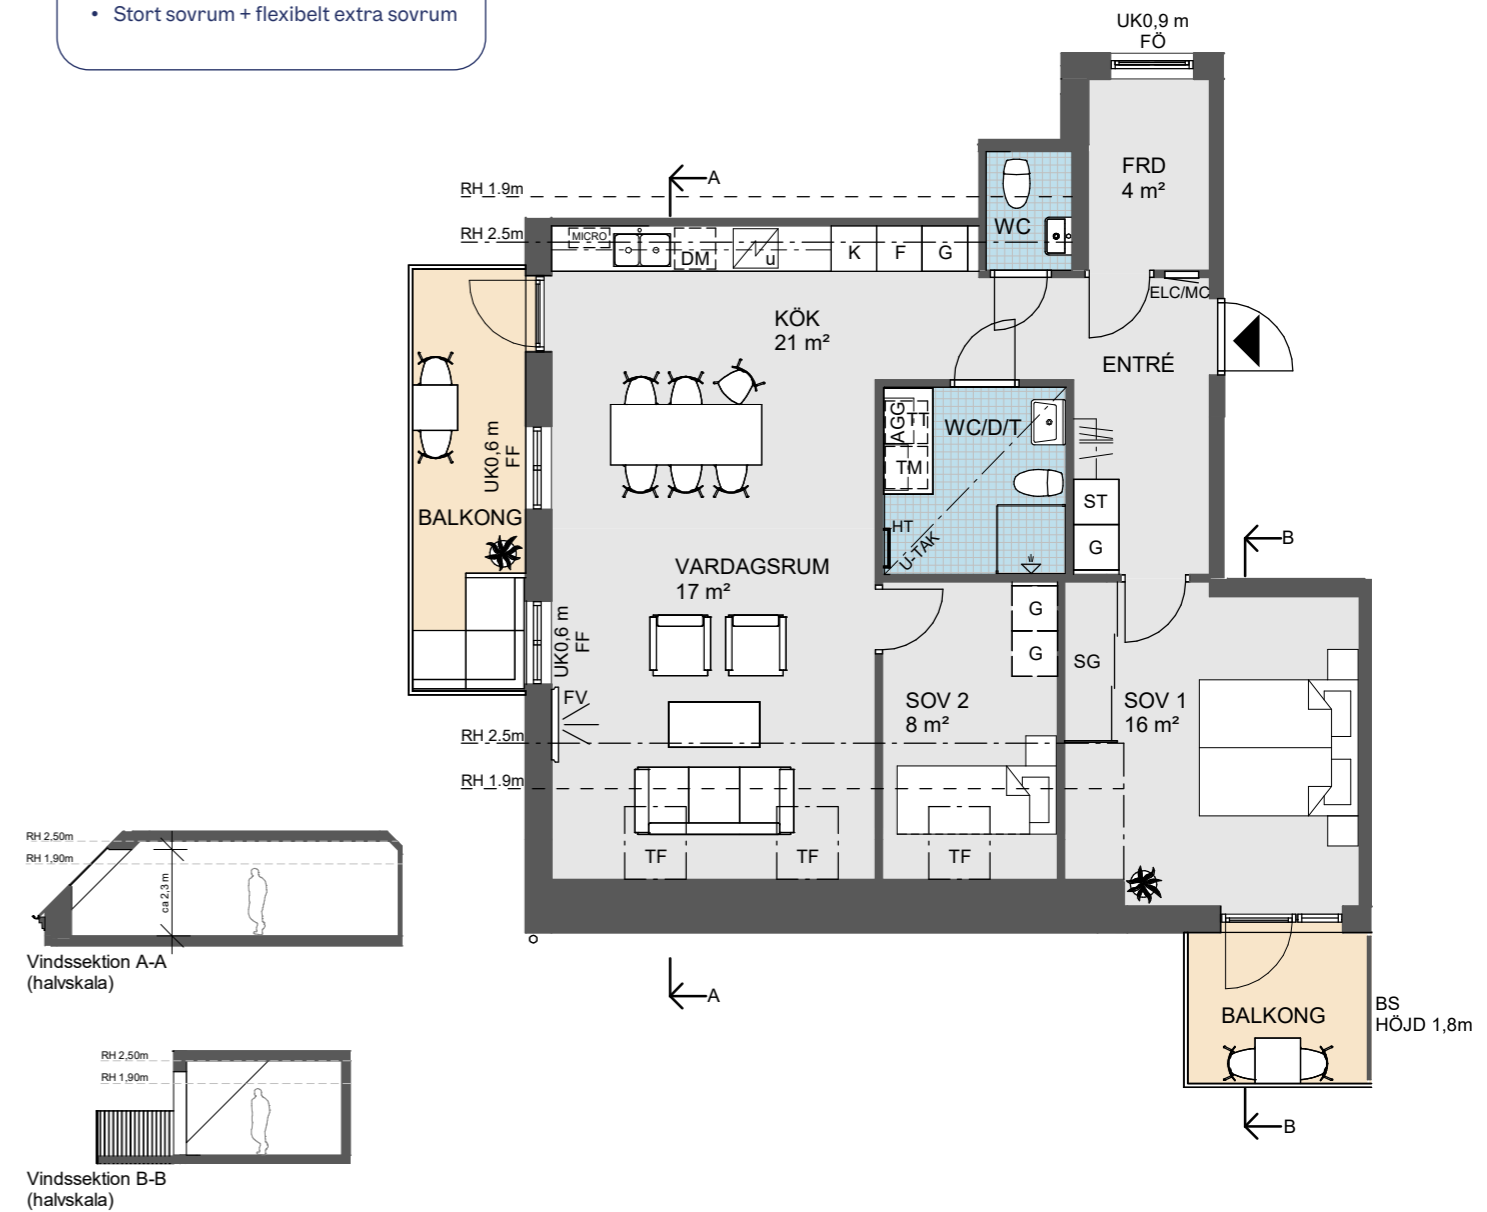 • Stort sovrum + flexibelt extra sovrum
UK0,9 m
FÖ
FRD
4 m²
A
RH 1.9m
WC
RH 2.5m
MICRO
DM
u
K
F
G
ELC/MC
KÖK
21 m²
ENTRÉ
AGG
TT
TM
WC/D/T
UK0,6 m
FF
BALKONG
ST
G
HT
U-TAK
B
VARDAGSRUM
17 m²
UK0,6 m
FF
G
G
SG
FV
SOV 2
8 m²
SOV 1
16 m²
RH 2.5m
RH 1.9m
TF
TF
TF
RH 2,50m
RH 1,90m
ca 2,3 m
Vindssektion A-A
(halvskala)
A
BALKONG
BS
HÖJD 1,8m
RH 2,50m
RH 1,90m
B
Vindssektion B-B
(halvskala)